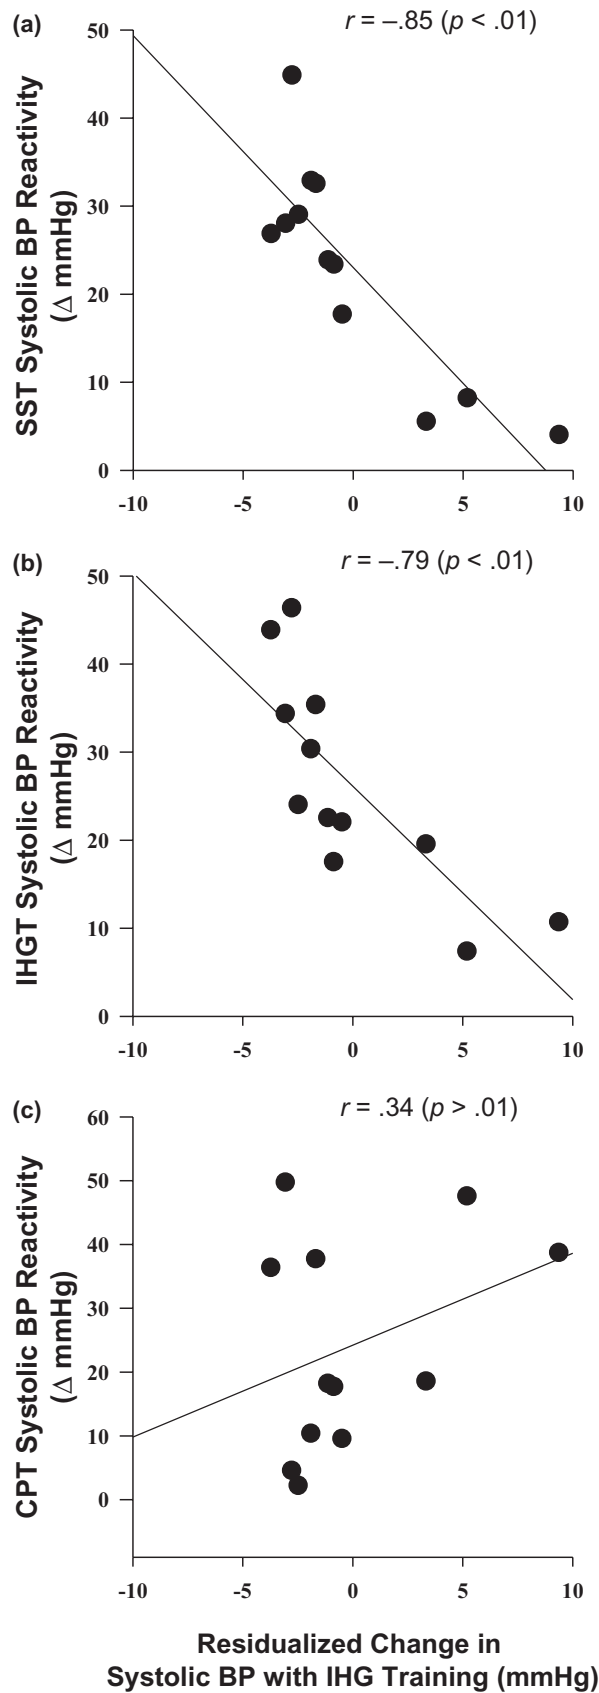 (a)
r = –.85 (p < .01)
SST Systolic BP Reactivity
(Δ mmHg)
50
40
30
20
10
0
-10 -5 0 5 10
(b)
r = –.79 (p < .01)
IHGT Systolic BP Reactivity
(Δ mmHg)
50
40
30
20
10
0
-10 -5 0 5 10
(c)
r = .34 (p > .01)
CPT Systolic BP Reactivity
(Δ mmHg)
60
50
40
30
20
10
0
-10 -5 0 5 10
Residualized Change in
Systolic BP with IHG Training (mmHg)